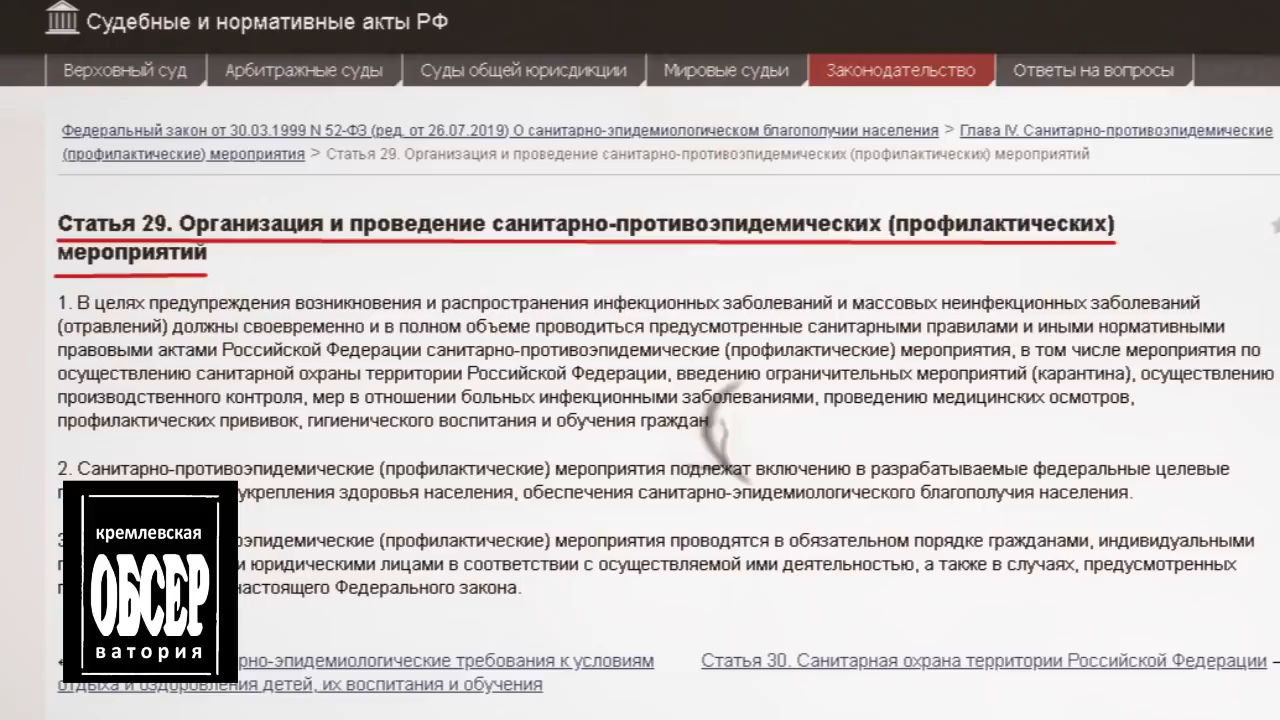 Судебные и нормативные акты РФ
Верховный суд Арбитражные суды Суды общей юрисдикции Мировые судьи Законодательство Ответы на вопросы
Федеральный закон от 30.03.1999 N 52-ФЗ (ред. от 26.07.2019) О санитарно-эпидемиологическом благополучии населения > Глава IV. Санитарно-противоэпидемические
(профилактические) мероприятия > Статья 29. Организация и проведение санитарно-противоэпидемических (профилактических) мероприятий
Статья 29. Организация и проведение санитарно-противоэпидемических (профилактических)
мероприятий
1. В целях предупреждения возникновения и распространения инфекционных заболеваний и массовых неинфекционных заболеваний
(отравлений) должны своевременно и в полном объеме проводиться предусмотренные санитарными правилами и иными нормативными
правовыми актами Российской Федерации санитарно-противоэпидемические (профилактические) мероприятия, в том числе мероприятия по
осуществлению санитарной охраны территории Российской Федерации, введению ограничительных мероприятий (карантина), осуществлению
производственного контроля, мер в отношении больных инфекционными заболеваниями, проведению медицинских осмотров,
профилактических прививок, гигиенического воспитания и обучения граждан
2. Санитарно-противоэпидемические (профилактические) мероприятия подлежат включению в разрабатываемые федеральные целевые
укрепления здоровья населения, обеспечения санитарно-эпидемиологического благополучия населения.
эпидемические (профилактические) мероприятия проводятся в обязательном порядке гражданами, индивидуальными
и юридическими лицами в соответствии с осуществляемой ими деятельностью, а также в случаях, предусмотренных
настоящего Федерального закона.
рно-эпидемиологические требования к условиям Статья 30. Санитарная охрана территории Российской Федерации
отдыха и оздоровления детей, их воспитания и обучения
кремлевская
ОБСЕР
ватория